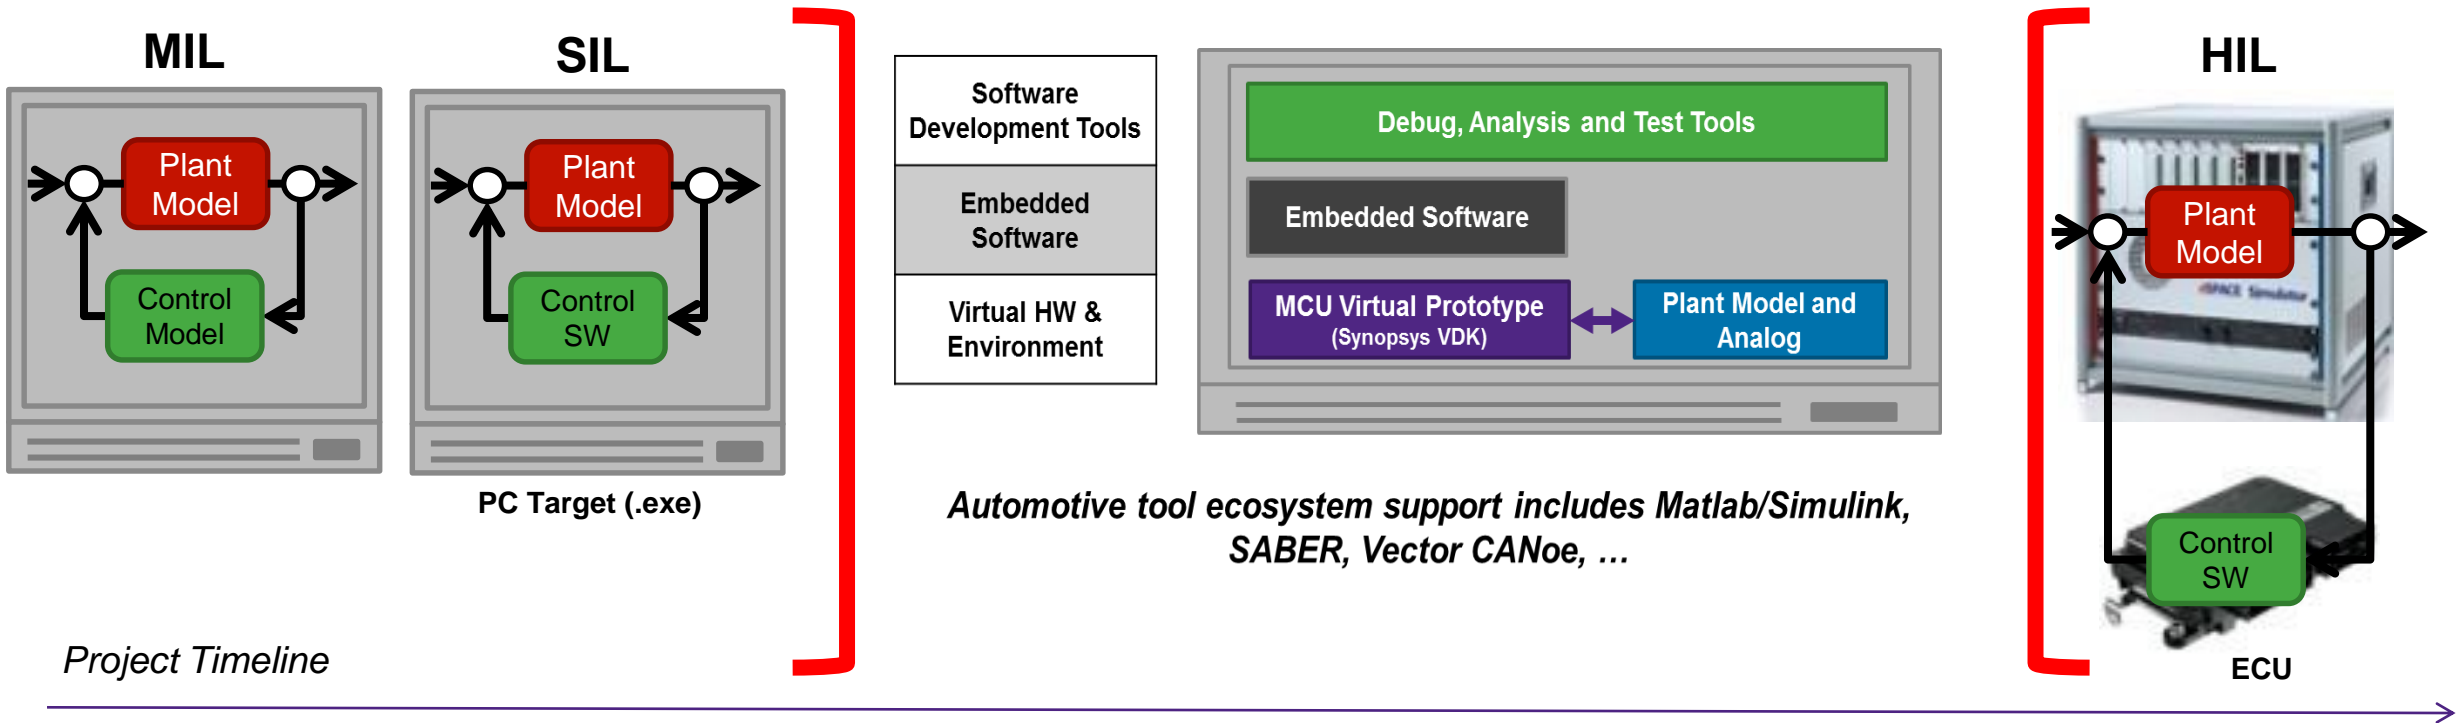 MIL
Plant
Model
Control
Model
SIL
Plant
Model
Control
SW
PC Target (.exe)
Software
Development Tools
Embedded
Software
Virtual HW &
Environment
Debug, Analysis and Test Tools
Embedded Software
MCU Virtual Prototype
(Synopsys VDK)
Plant Model and
Analog
Automotive tool ecosystem support includes Matlab/Simulink,
SABER, Vector CANoe, ...
HIL
Plant
Model
dSPACE Simulator
Control
SW
ECU
Project Timeline